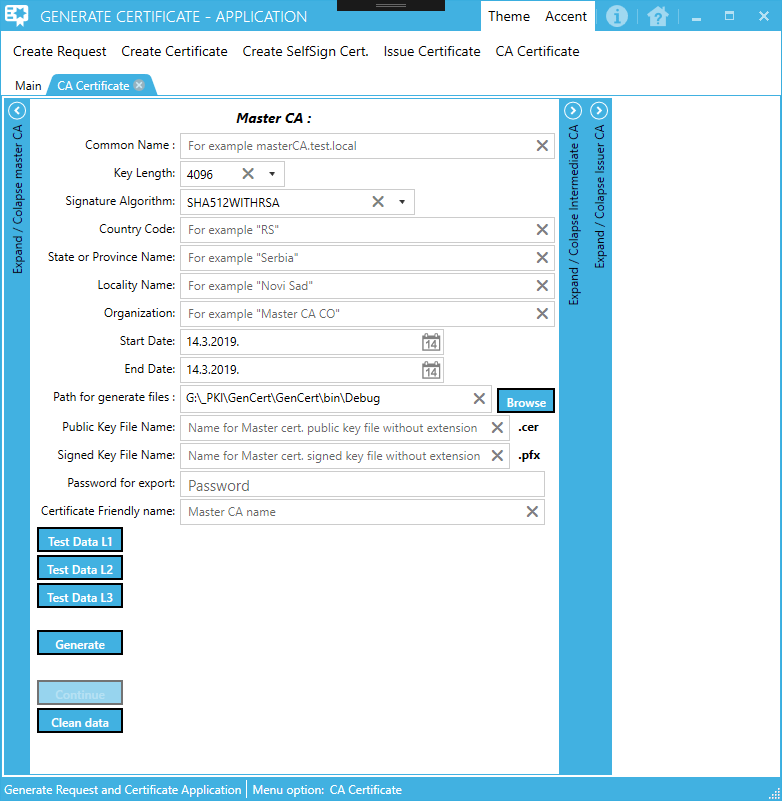 GENERATE CERTIFICATE - APPLICATION
Theme Accent
Create Request Create Certificate Create SelfSign Cert. Issue Certificate CA Certificate
Main CA Certificate
Expand / Colapse master CA
Master CA :
Common Name : For example masterCA.test.local
Key Length: 4096
Signature Algorithm: SHA512WITHRSA
Country Code: For example "RS"
State or Province Name: For example "Serbia"
Locality Name: For example "Novi Sad"
Organization: For example "Master CA CO"
Start Date: 14.3.2019. 14
End Date: 14.3.2019. 14
Path for generate files : G:\_PKI\GenCert\GenCert\bin\Debug Browse
Public Key File Name: Name for Master cert. public key file without extension .cer
Signed Key File Name: Name for Master cert. signed key file without extension .pfx
Password for export: Password
Certificate Friendly name: Master CA name
Test Data L1
Test Data L2
Test Data L3
Generate
Continue
Clean data
Expand / Colapse Intermediate CA
Expand / Colapse Issuer CA
Generate Request and Certificate Application Menu option: CA Certificate